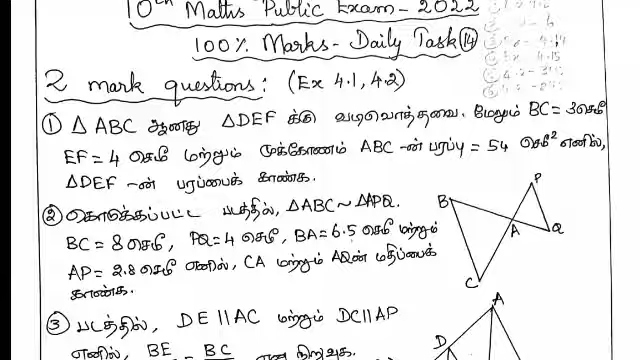 10th Maths Public Exam - 2022
100% Marks - Daily Task 14
2 mark questions: (Ex 4.1, 4.2)
① Δ ABC ஆனது ΔDEF க்கு வடிவொத்தவை. மேலும் BC = 3செமீ
EF = 4 செமீ மற்றும் முக்கோணம் ABC -ன் பரப்பு = 54 செமீ² எனில்,
ΔDEF -ன் பரப்பைக் காண்க.
② கொடுக்கப்பட்ட படத்தில், ΔABC ~ ΔAPQ.
BC = 8 செமீ, PQ = 4 செமீ, BA = 6.5 செமீ மற்றும்
AP = 2.8 செமீ எனில், CA மற்றும் AQன் மதிப்பைக்
காண்க.
P
B
A
Q
C
③ படத்தில், DE || AC மற்றும் DC || AP
எனில், BE BC என நிறுவுக.
A
D